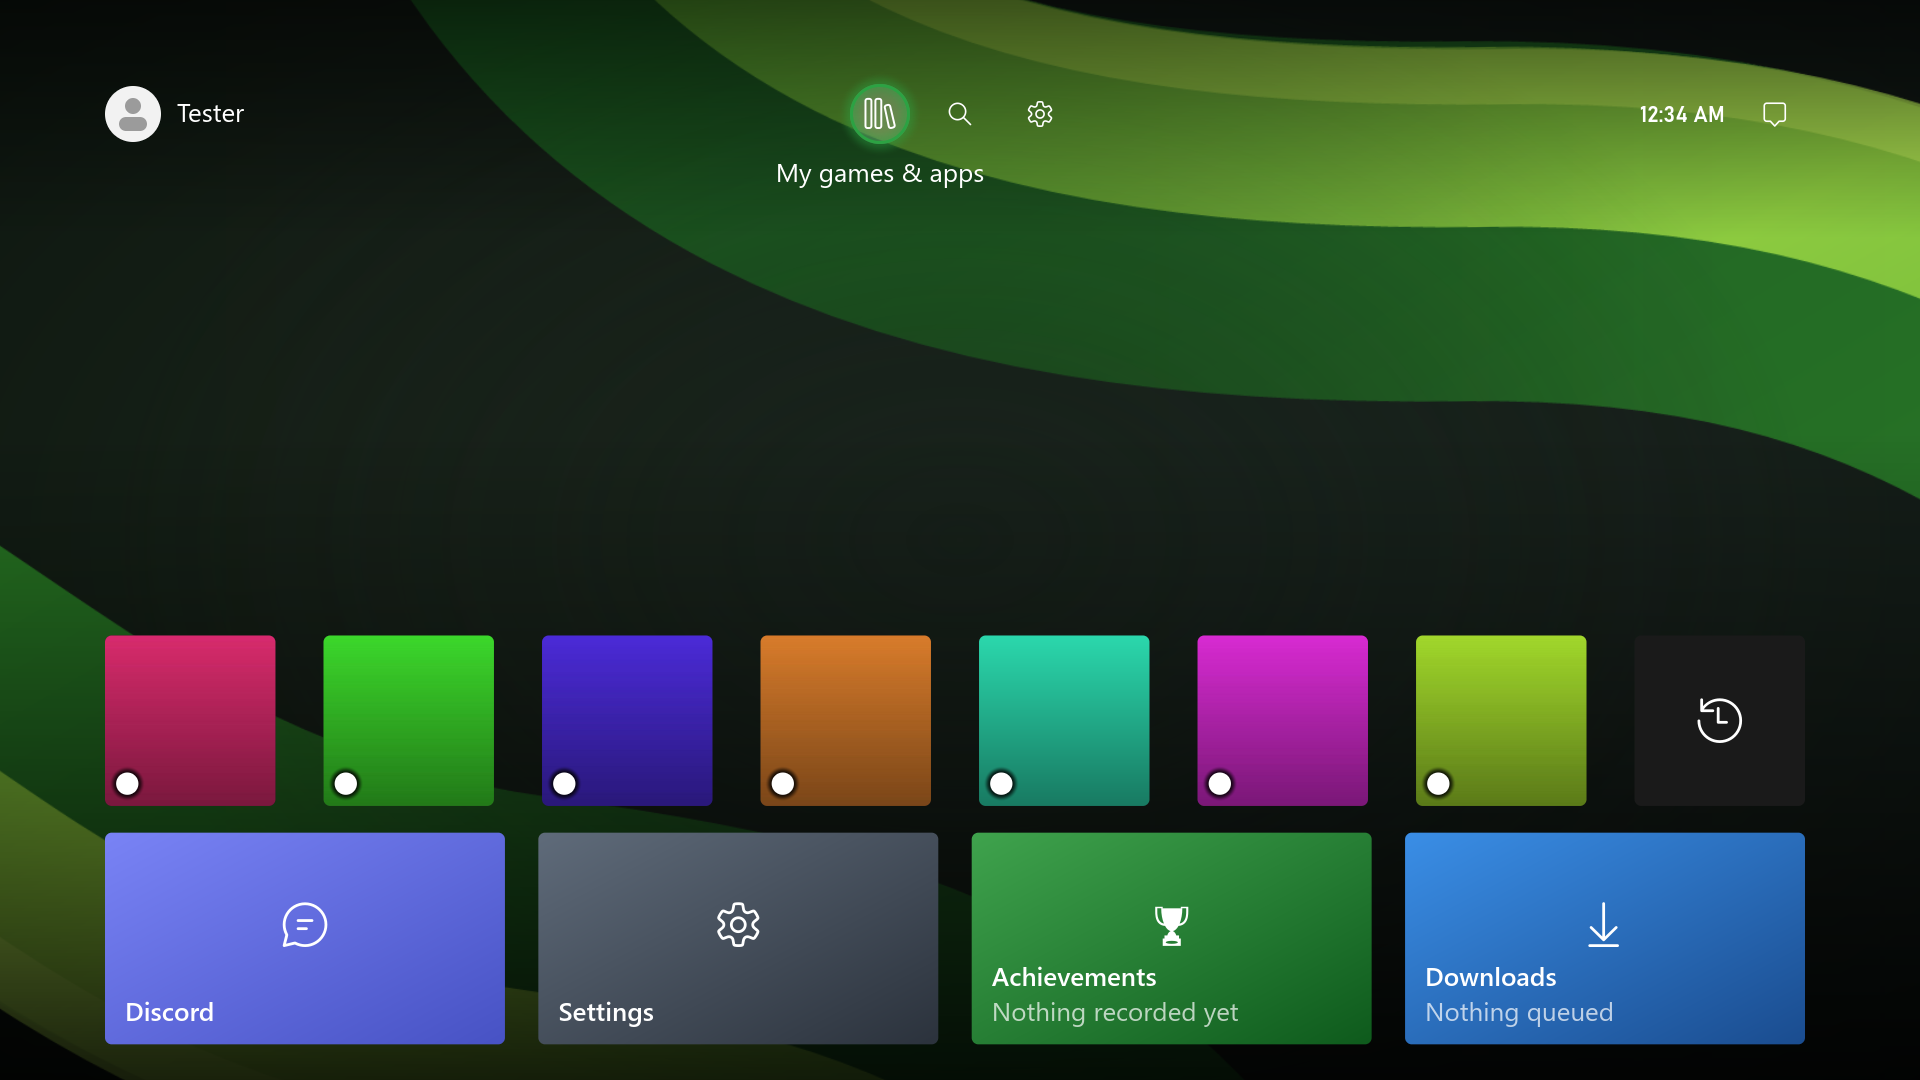 Tester
12:34 AM
My games & apps
Discord
Settings
Achievements
Nothing recorded yet
Downloads
Nothing queued